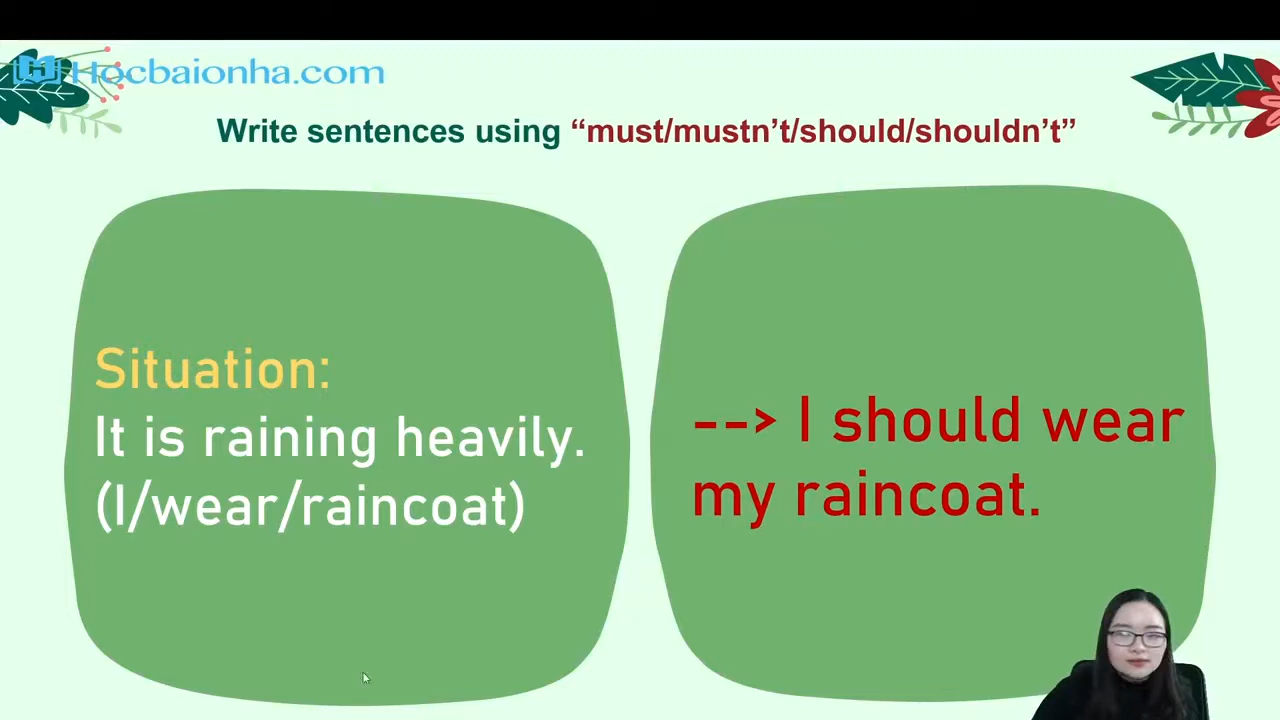 Hocbaionha.com
Write sentences using “must/mustn’t/should/shouldn’t”
Situation:
It is raining heavily.
(I/wear/raincoat)
--> I should wear
my raincoat.